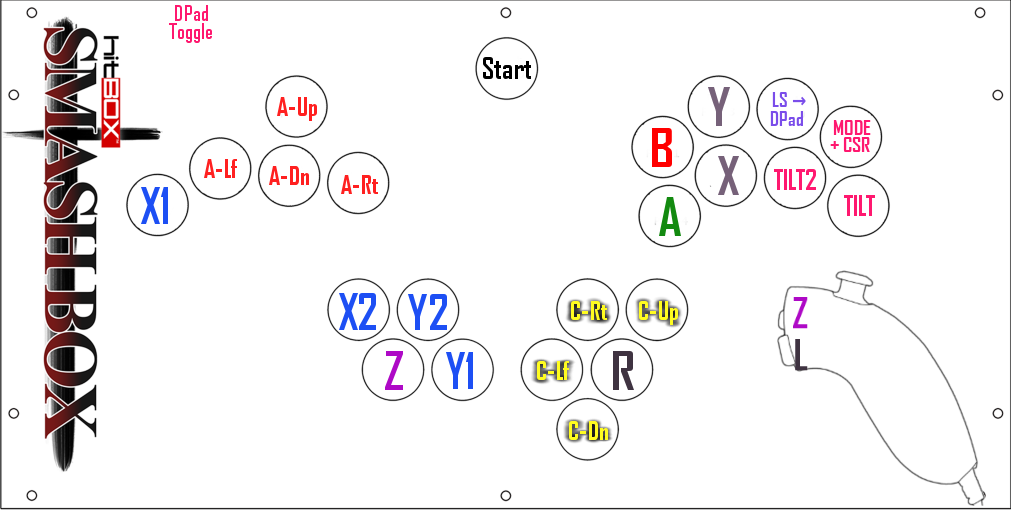 DPad
Toggle
hitBOX
SMASHBOX
Start
A-Up
A-Lf
A-Dn
A-Rt
X1
Y
LS →
DPad
MODE
+ CSR
B
X
TILT2
TILT
A
X2
Y2
Z
Y1
C-Rt
C-Up
C-Lf
R
C-Dn
Z
L